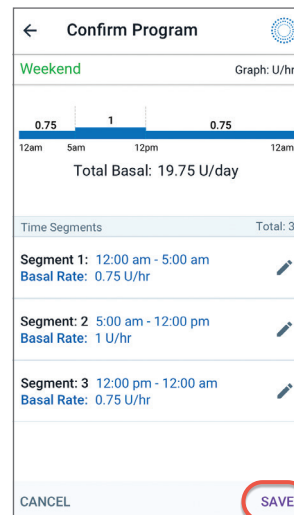 Confirm Program
Weekend Graph: U/hr
0.75 1 0.75
12am 5am 12pm 12am
Total Basal: 19.75 U/day
Time Segments Total: 3
Segment 1: 12:00 am - 5:00 am
Basal Rate: 0.75 U/hr
Segment: 2 5:00 am - 12:00 pm
Basal Rate: 1 U/hr
Segment: 3 12:00 pm - 12:00 am
Basal Rate: 0.75 U/hr
CANCEL SAVE